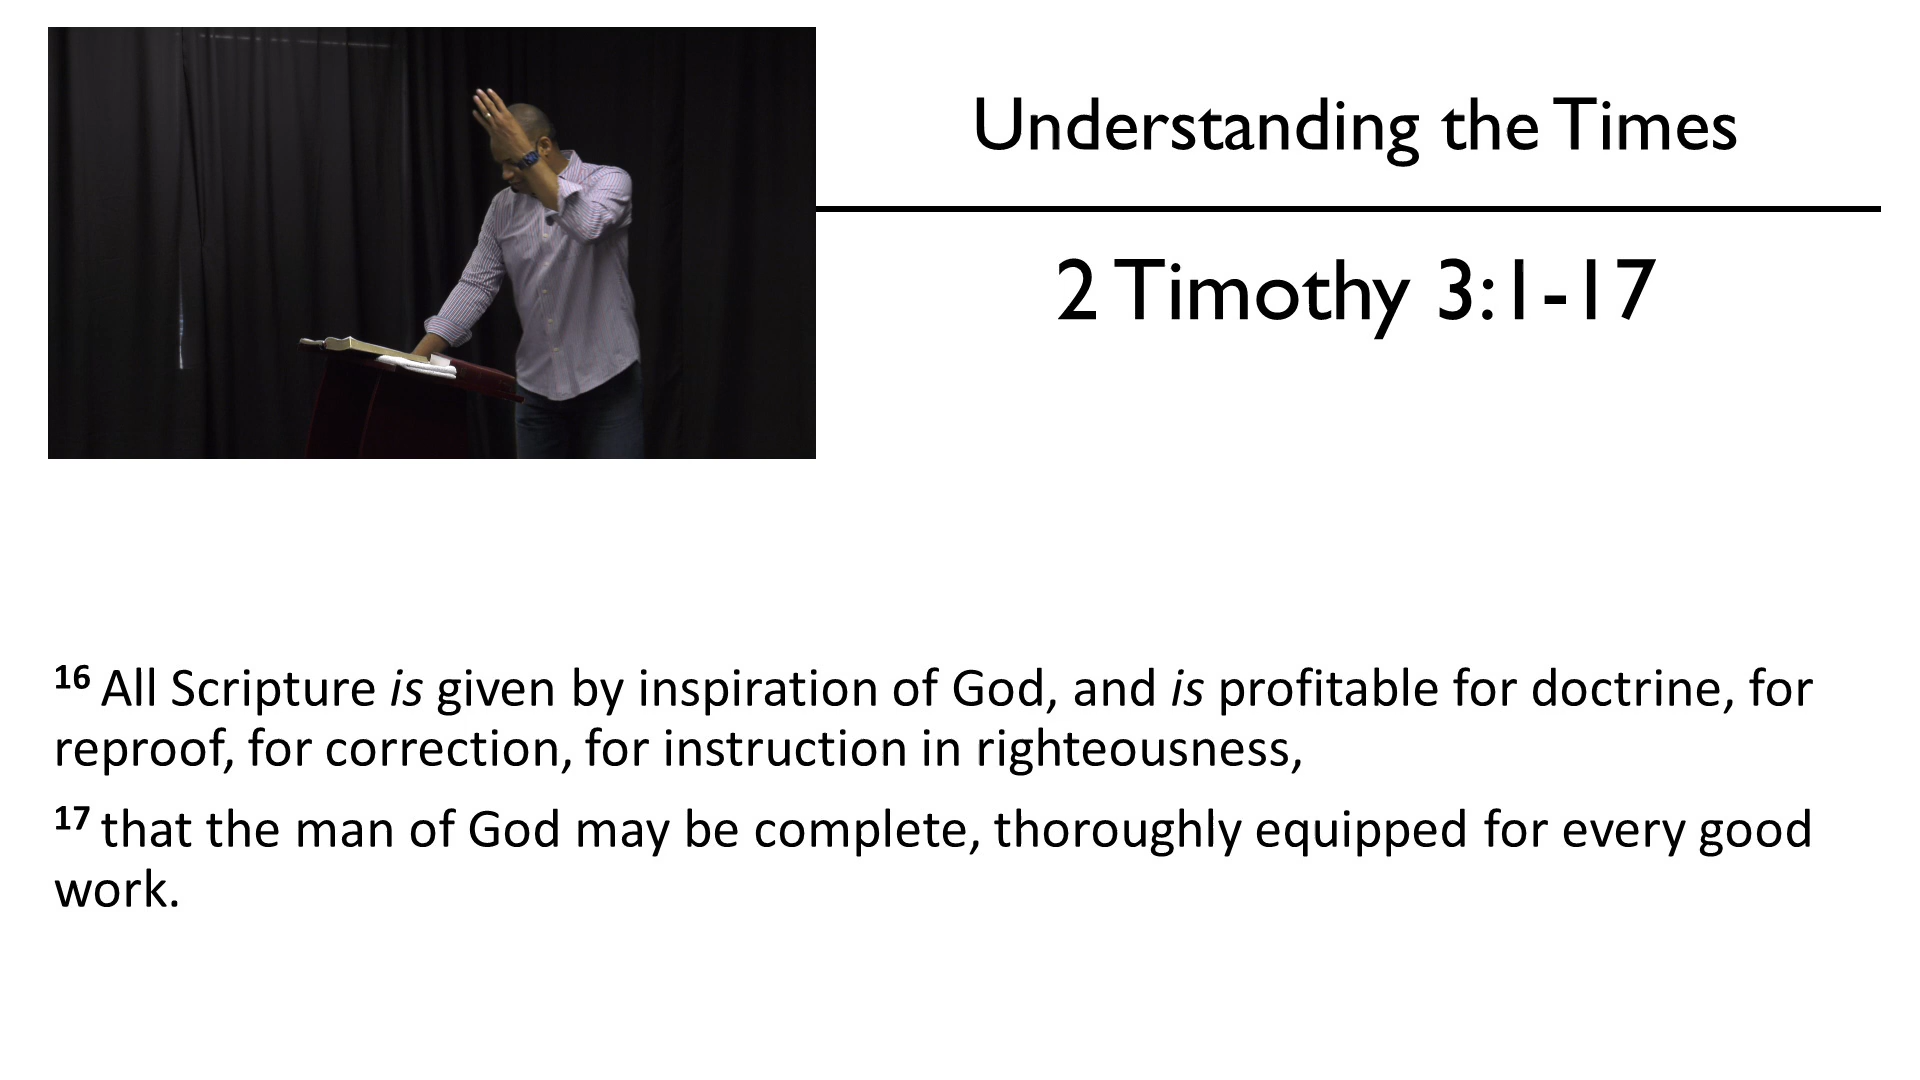 Understanding the Times
2 Timothy 3:1-17
16 All Scripture is given by inspiration of God, and is profitable for doctrine, for
reproof, for correction, for instruction in righteousness,
17 that the man of God may be complete, thoroughly equipped for every good
work.